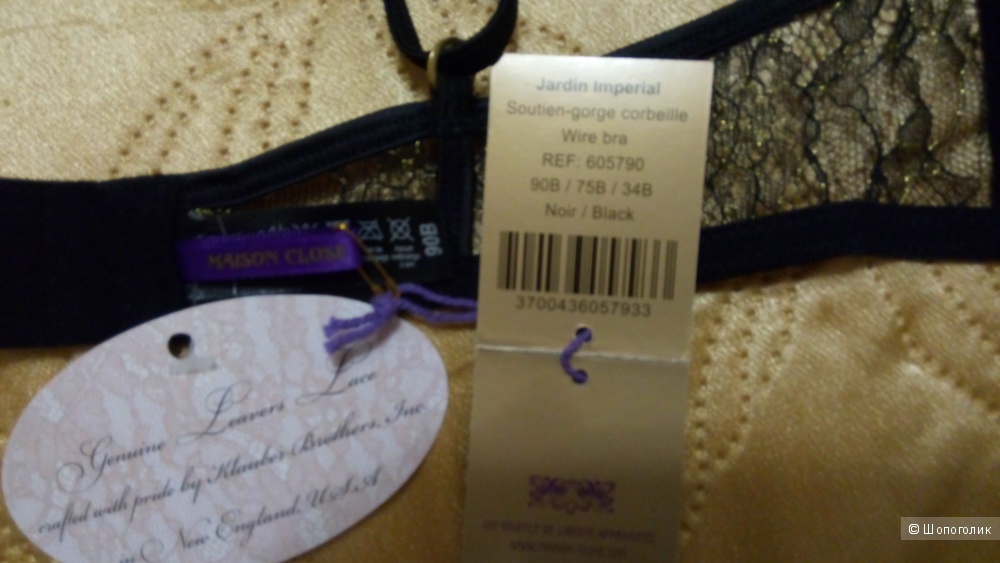 Jardin Imperial
Soutien-gorge corbeille
Wire bra
REF: 605790
90B / 75B / 34B
Noir / Black
3700436057933
MAISON CLOSE
90B
Genuine Leavers Lace
crafted with pride by Klauber Brothers, Inc.
in New England, U.S.A
© Шопоголик